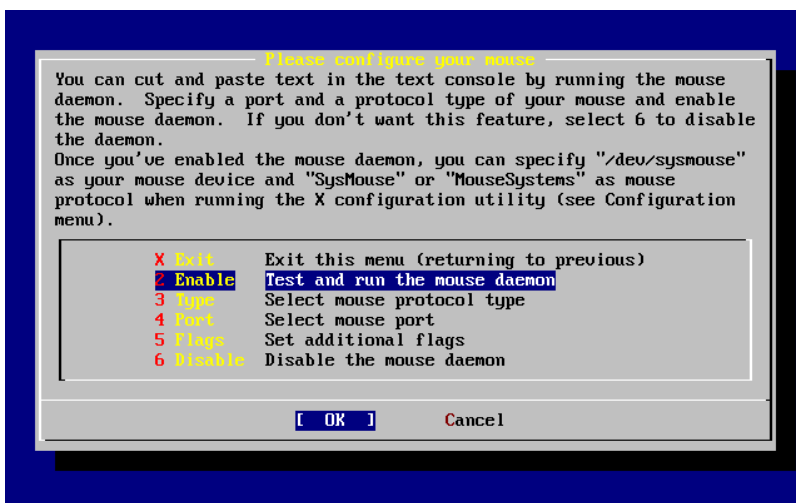 Please configure your mouse
You can cut and paste text in the text console by running the mouse
daemon.  Specify a port and a protocol type of your mouse and enable
the mouse daemon.  If you don't want this feature, select 6 to disable
the daemon.
Once you've enabled the mouse daemon, you can specify "/dev/sysmouse"
as your mouse device and "SysMouse" or "MouseSystems" as mouse
protocol when running the X configuration utility (see Configuration
menu).
X Exit Exit this menu (returning to previous)
2 Enable Test and run the mouse daemon
3 Type Select mouse protocol type
4 Port Select mouse port
5 Flags Set additional flags
6 Disable Disable the mouse daemon
[ OK ] Cancel